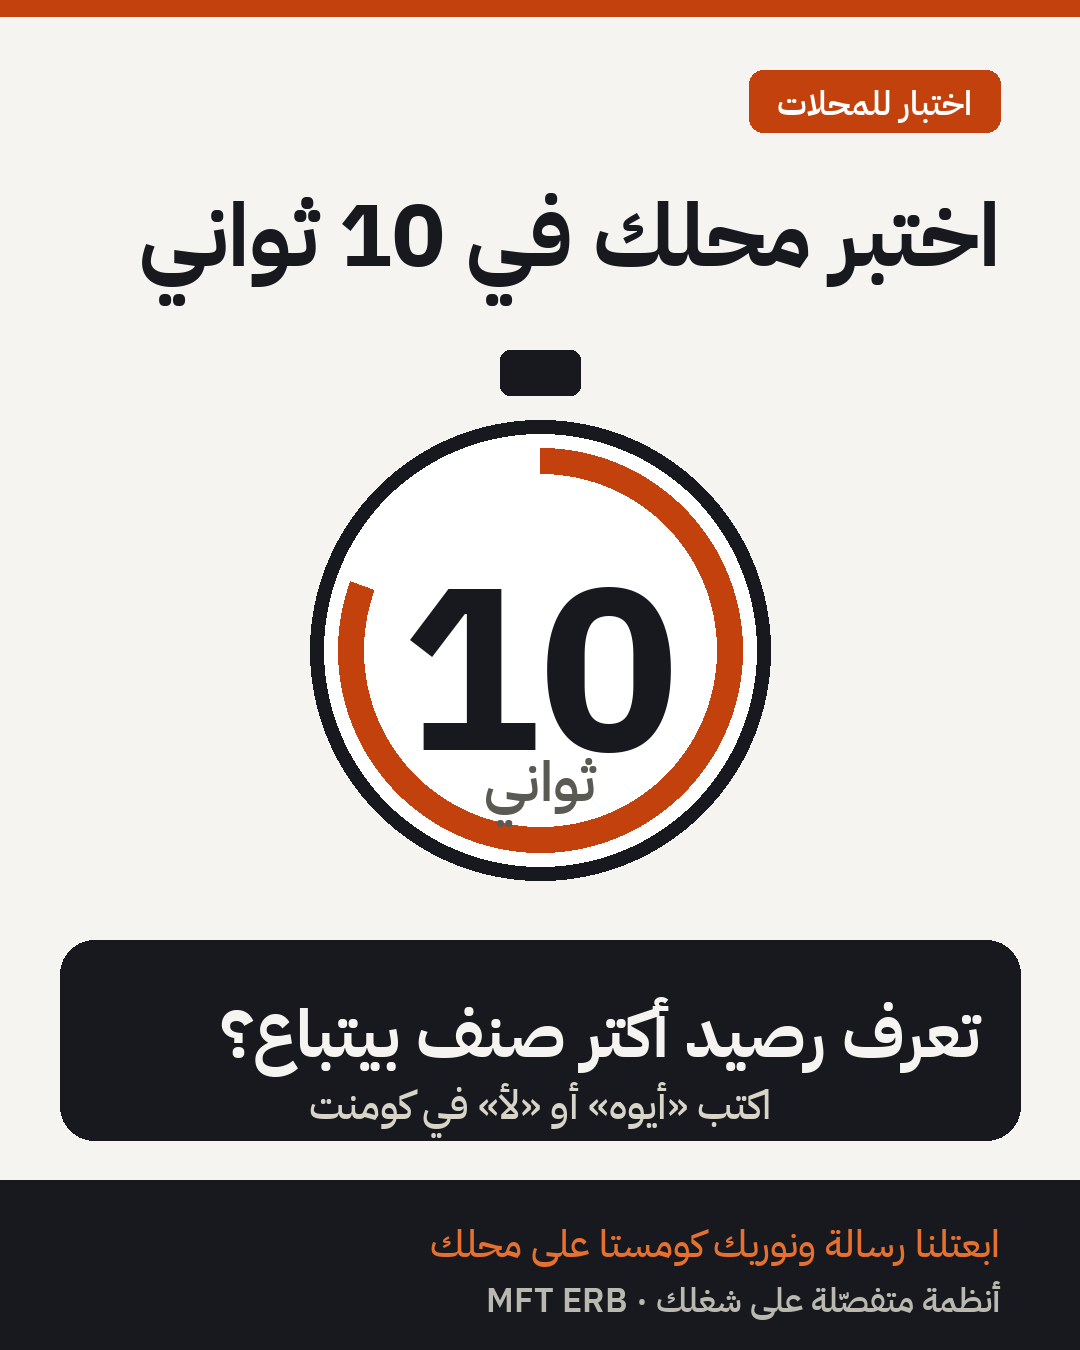 اختبار للمحلات
اختبر محلك في 10 ثواني
10
ثواني
تعرف رصيد أكتر صنف بيتباع؟
اكتب «أيوه» أو «لأ» في كومنت
ابعتلنا رسالة ونوريك كومستا على محلك
أنظمة متفصّلة على شغلك · MFT ERB